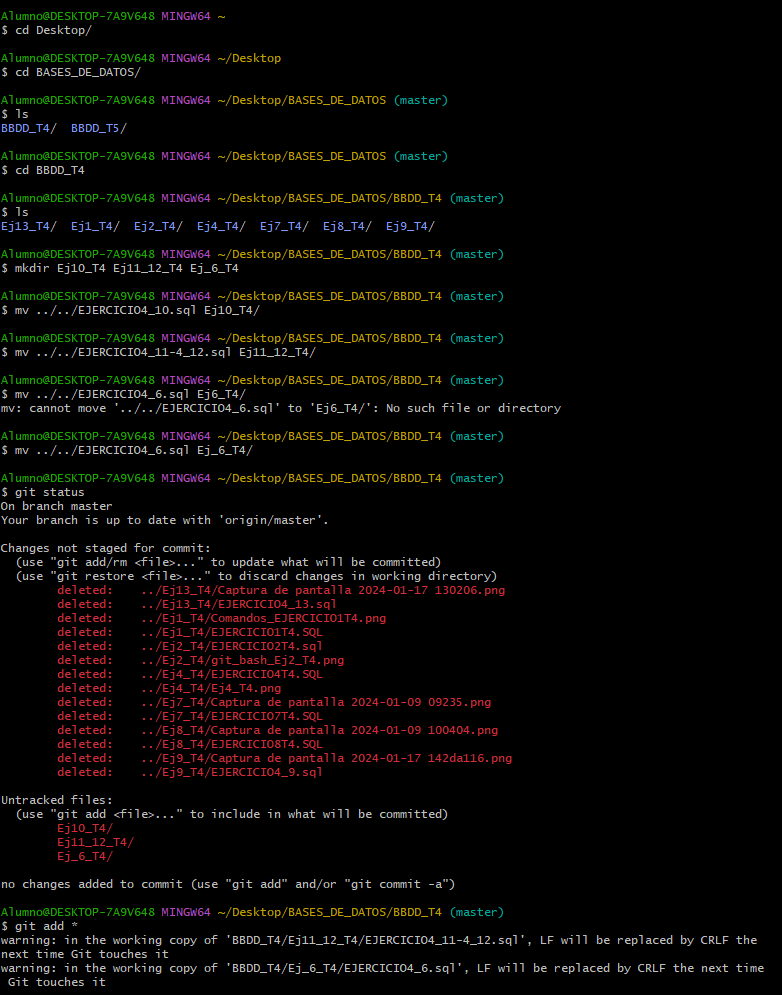 Alumno@DESKTOP-7A9V648 MINGW64 ~
$ cd Desktop/
Alumno@DESKTOP-7A9V648 MINGW64 ~/Desktop
$ cd BASES_DE_DATOS/
Alumno@DESKTOP-7A9V648 MINGW64 ~/Desktop/BASES_DE_DATOS (master)
$ ls
BBDD_T4/  BBDD_T5/
Alumno@DESKTOP-7A9V648 MINGW64 ~/Desktop/BASES_DE_DATOS (master)
$ cd BBDD_T4
Alumno@DESKTOP-7A9V648 MINGW64 ~/Desktop/BASES_DE_DATOS/BBDD_T4 (master)
$ ls
Ej13_T4/  Ej1_T4/  Ej2_T4/  Ej4_T4/  Ej7_T4/  Ej8_T4/  Ej9_T4/
Alumno@DESKTOP-7A9V648 MINGW64 ~/Desktop/BASES_DE_DATOS/BBDD_T4 (master)
$ mkdir Ej10_T4 Ej11_12_T4 Ej_6_T4
Alumno@DESKTOP-7A9V648 MINGW64 ~/Desktop/BASES_DE_DATOS/BBDD_T4 (master)
$ mv ../../EJERCICIO4_10.sql Ej10_T4/
Alumno@DESKTOP-7A9V648 MINGW64 ~/Desktop/BASES_DE_DATOS/BBDD_T4 (master)
$ mv ../../EJERCICIO4_11-4_12.sql Ej11_12_T4/
Alumno@DESKTOP-7A9V648 MINGW64 ~/Desktop/BASES_DE_DATOS/BBDD_T4 (master)
$ mv ../../EJERCICIO4_6.sql Ej6_T4/
mv: cannot move '../../EJERCICIO4_6.sql' to 'Ej6_T4/': No such file or directory
Alumno@DESKTOP-7A9V648 MINGW64 ~/Desktop/BASES_DE_DATOS/BBDD_T4 (master)
$ mv ../../EJERCICIO4_6.sql Ej_6_T4/
Alumno@DESKTOP-7A9V648 MINGW64 ~/Desktop/BASES_DE_DATOS/BBDD_T4 (master)
$ git status
On branch master
Your branch is up to date with 'origin/master'.
Changes not staged for commit:
  (use "git add/rm <file>..." to update what will be committed)
  (use "git restore <file>..." to discard changes in working directory)
        deleted:    ../Ej13_T4/Captura de pantalla 2024-01-17 130206.png
        deleted:    ../Ej13_T4/EJERCICIO4_13.sql
        deleted:    ../Ej1_T4/Comandos_EJERCICIO1T4.png
        deleted:    ../Ej1_T4/EJERCICIO1T4.SQL
        deleted:    ../Ej2_T4/EJERCICIO2T4.sql
        deleted:    ../Ej2_T4/git_bash_Ej2_T4.png
        deleted:    ../Ej4_T4/EJERCICIO4T4.SQL
        deleted:    ../Ej4_T4/Ej4_T4.png
        deleted:    ../Ej7_T4/Captura de pantalla 2024-01-09 09235.png
        deleted:    ../Ej7_T4/EJERCICIO7T4.SQL
        deleted:    ../Ej8_T4/Captura de pantalla 2024-01-09 100404.png
        deleted:    ../Ej8_T4/EJERCICIO8T4.SQL
        deleted:    ../Ej9_T4/Captura de pantalla 2024-01-17 142da116.png
        deleted:    ../Ej9_T4/EJERCICIO4_9.sql
Untracked files:
  (use "git add <file>..." to include in what will be committed)
        Ej10_T4/
        Ej11_12_T4/
        Ej_6_T4/
no changes added to commit (use "git add" and/or "git commit -a")
Alumno@DESKTOP-7A9V648 MINGW64 ~/Desktop/BASES_DE_DATOS/BBDD_T4 (master)
$ git add *
warning: in the working copy of 'BBDD_T4/Ej11_12_T4/EJERCICIO4_11-4_12.sql', LF will be replaced by CRLF the
next time Git touches it
warning: in the working copy of 'BBDD_T4/Ej_6_T4/EJERCICIO4_6.sql', LF will be replaced by CRLF the next time
 Git touches it